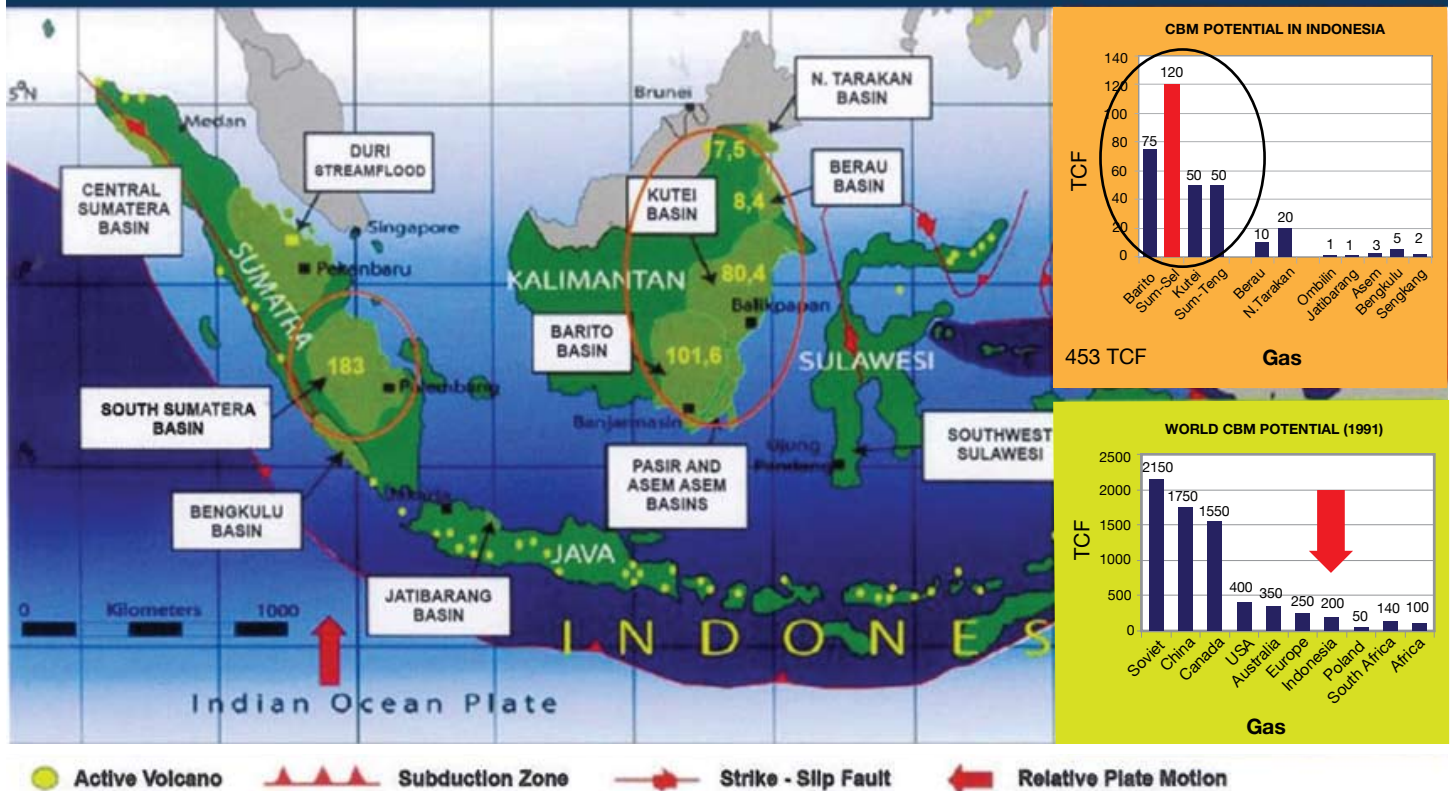 5°N
Medan
CENTRAL
SUMATERA
BASIN
DURI
STREAMFLOOD
Singapore
Pekanbaru
SUMATRA
183
Palembang
SOUTH SUMATERA
BASIN
BENGKULU
BASIN
JATIBARANG
BASIN
JAVA
Brunei
N. TARAKAN
BASIN
17,5
BERAU
BASIN
8,4
KUTEI
BASIN
KALIMANTAN
80,4
Balikpapan
BARITO
BASIN
101,6
SULAWESI
Banjarmasin
PASIR AND
ASEM ASEM
BASINS
Ujung
Pandang
SOUTHWEST
SULAWESI
0 Kilometers 1000
INDONES
Indian Ocean Plate
CBM POTENTIAL IN INDONESIA
TCF
140
120
100
80
60
40
20
0
75
120
50
50
10
20
1
1
3
5
2
Barito
Sum-Sel
Kutei
Sum-Teng
Berau
N.Tarakan
Ombilin
Jatibarang
Asem
Bengkulu
Sengkang
453 TCF
Gas
WORLD CBM POTENTIAL (1991)
TCF
2500
2000
1500
1000
500
0
2150
1750
1550
400
350
250
200
50
140
100
Soviet
China
Canada
USA
Australia
Europe
Indonesia
Poland
South Africa
Africa
Gas
Active Volcano
Subduction Zone
Strike - Slip Fault
Relative Plate Motion